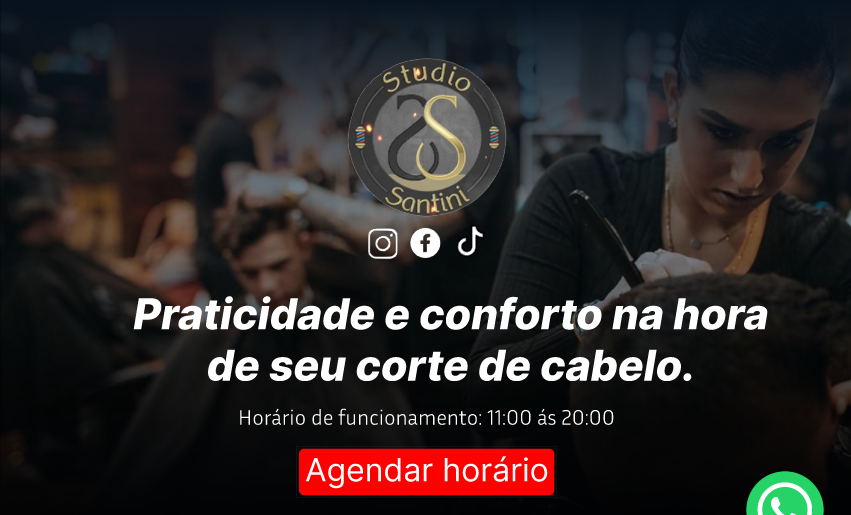 Studio
SS
Santini
Praticidade e conforto na hora
de seu corte de cabelo.
Horário de funcionamento: 11:00 ás 20:00
Agendar horário